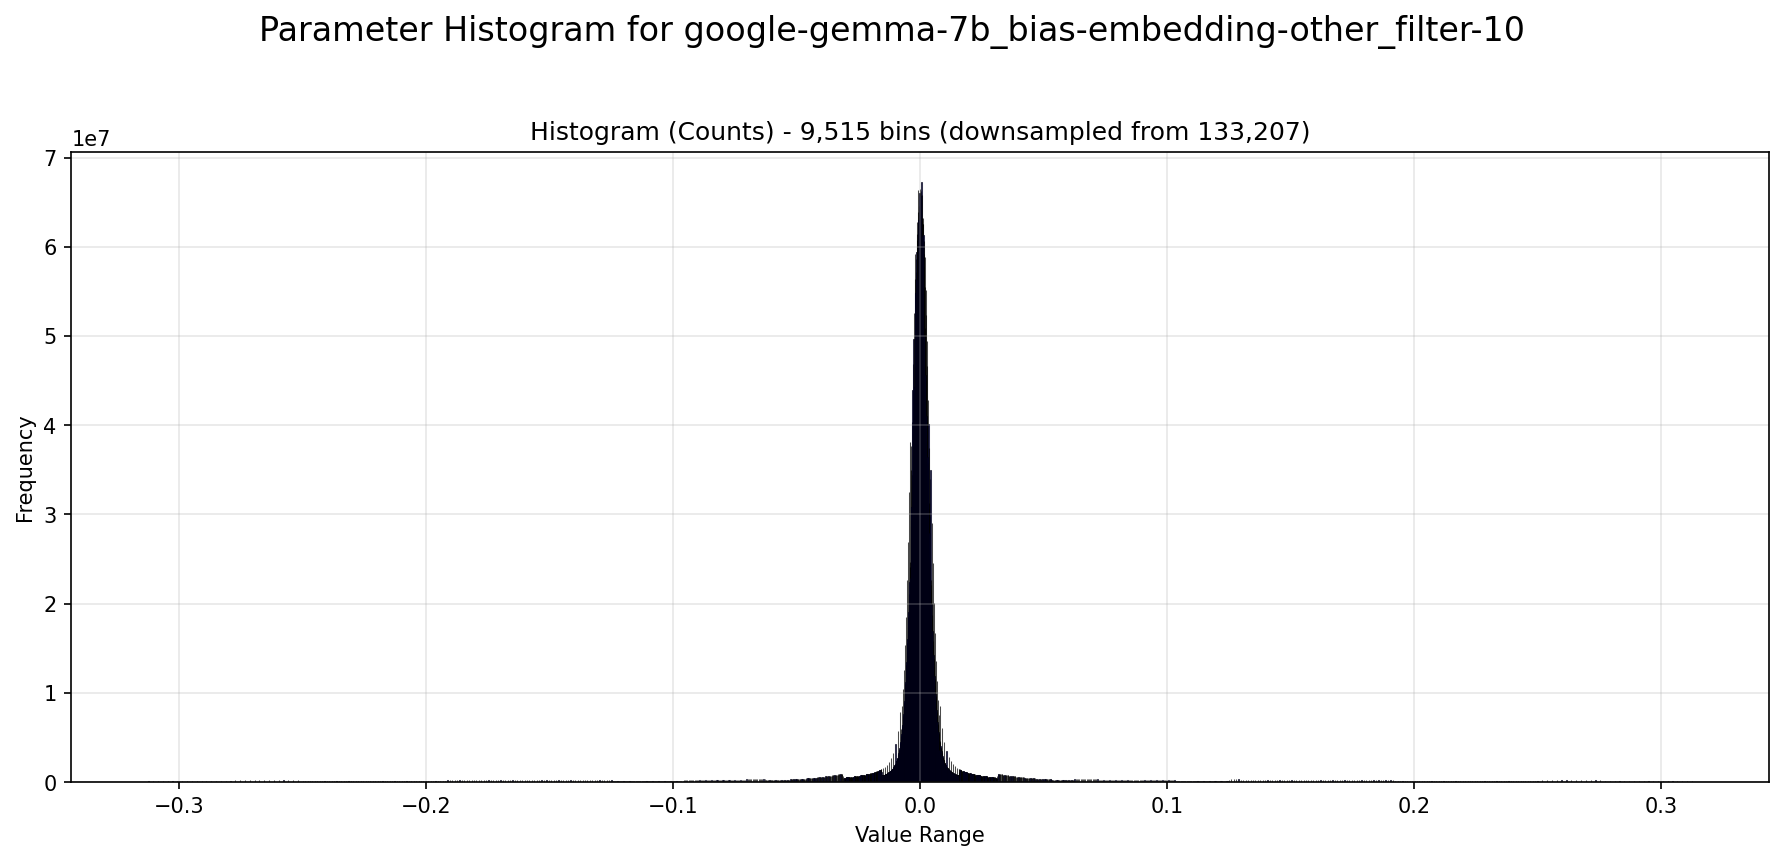 Parameter Histogram for google-gemma-7b_bias-embedding-other_filter-10
Histogram (Counts) - 9,515 bins (downsampled from 133,207)
1e7
7
6
5
4
3
2
1
0
Frequency
−0.3 −0.2 −0.1 0.0 0.1 0.2 0.3
Value Range